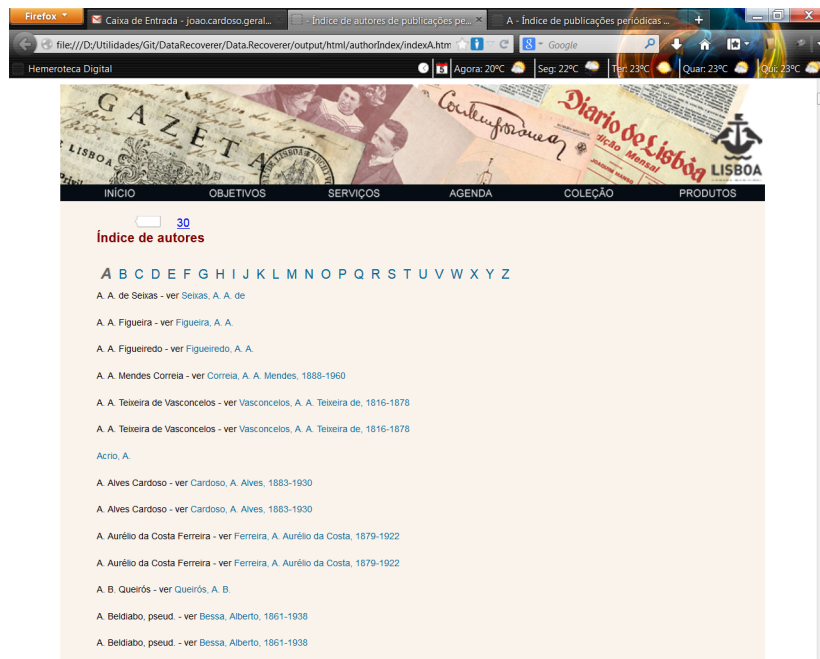 Firefox
Caixa de Entrada - joao.cardoso.geral...
- Índice de autores de publicações pe...
A - Índice de publicações periódicas ...
file:///D:/Utilidades/Git/DataRecoverer/Data.Recoverer/output/html/authorIndex/indexA.htm
Google
Hemeroteca Digital
Agora: 20ºC
Seg: 22ºC
Ter: 23ºC
Quar: 23ºC
Qui: 23ºC
GAZETA
LISBOA
Contemporânea
Diario de Lisbôa
Edição Mensal
LISBOA
INÍCIO OBJETIVOS SERVIÇOS AGENDA COLEÇÃO PRODUTOS
30
Índice de autores
A B C D E F G H I J K L M N O P Q R S T U V W X Y Z
A. A. de Seixas - ver Seixas, A. A. de
A. A. Figueira - ver Figueira, A. A.
A. A. Figueiredo - ver Figueiredo, A. A.
A. A. Mendes Correia - ver Correia, A. A. Mendes, 1888-1960
A. A. Teixeira de Vasconcelos - ver Vasconcelos, A. A. Teixeira de, 1816-1878
A. A. Teixeira de Vasconcelos - ver Vasconcelos, A. A. Teixeira de, 1816-1878
Acrio, A.
A. Alves Cardoso - ver Cardoso, A. Alves, 1883-1930
A. Alves Cardoso - ver Cardoso, A. Alves, 1883-1930
A. Aurélio da Costa Ferreira - ver Ferreira, A. Aurélio da Costa, 1879-1922
A. Aurélio da Costa Ferreira - ver Ferreira, A. Aurélio da Costa, 1879-1922
A. B. Queirós - ver Queirós, A. B.
A. Beldiabo, pseud. - ver Bessa, Alberto, 1861-1938
A. Beldiabo, pseud. - ver Bessa, Alberto, 1861-1938